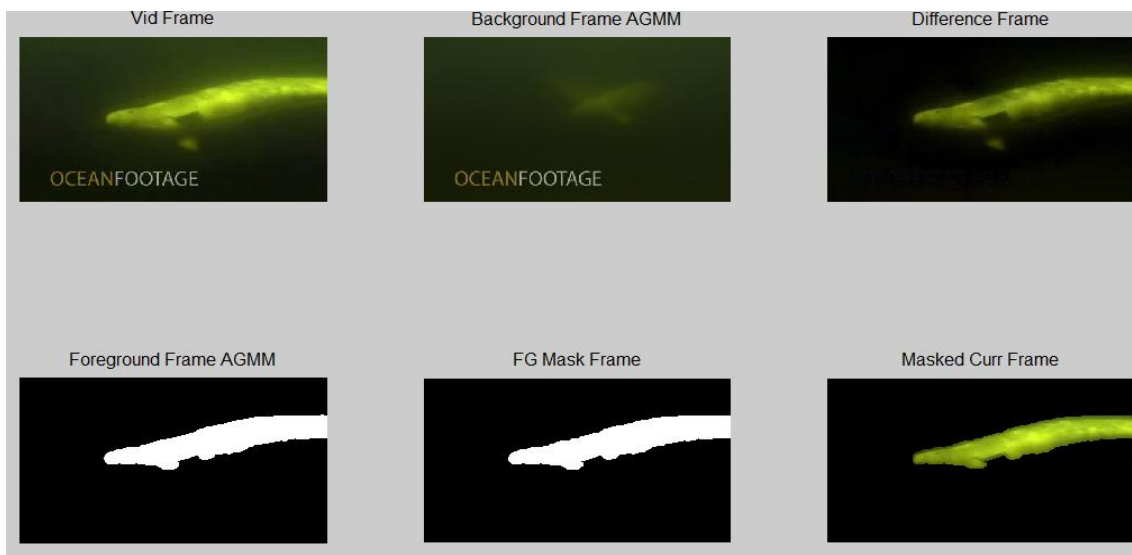 Vid Frame
Background Frame AGMM
Difference Frame
OCEANFOOTAGE
OCEANFOOTAGE
Foreground Frame AGMM
FG Mask Frame
Masked Curr Frame